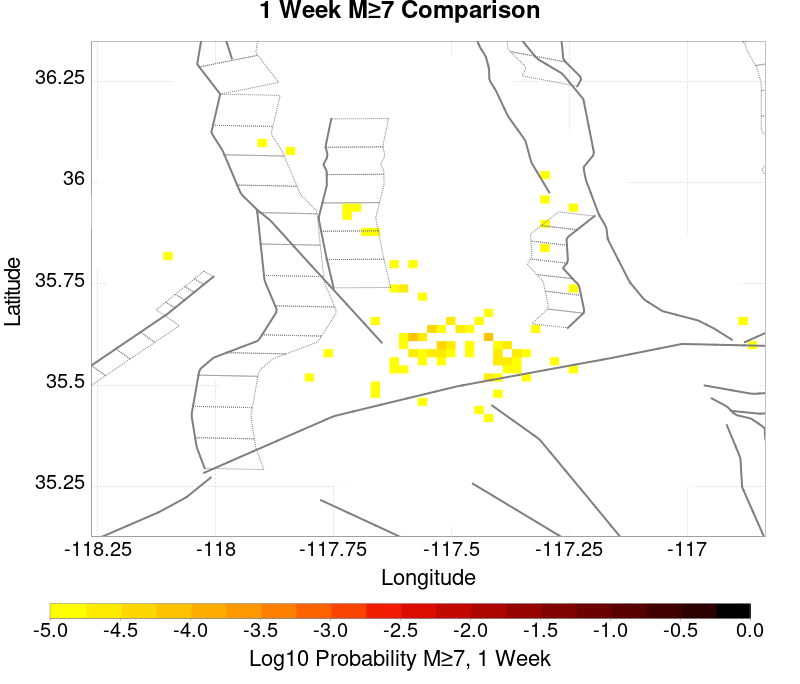 1 Week M≥7 Comparison
36.25
36
35.75
35.5
35.25
Latitude
-118.25 -118 -117.75 -117.5 -117.25 -117
Longitude
-5.0 -4.5 -4.0 -3.5 -3.0 -2.5 -2.0 -1.5 -1.0 -0.5 0.0
Log10 Probability M≥7, 1 Week